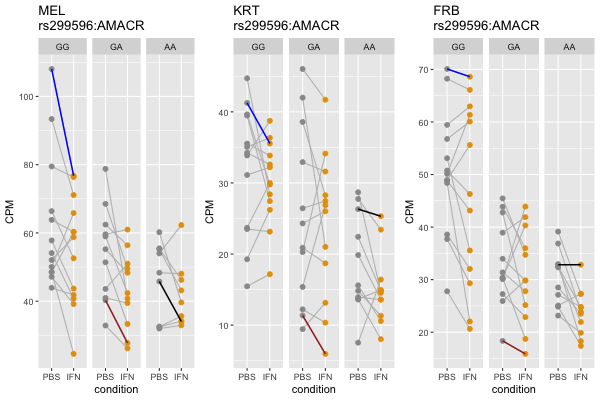 MEL
rs299596:AMACR
GG GA AA
CPM
100
80
60
40
PBS IFN PBS IFN PBS IFN
condition
KRT
rs299596:AMACR
GG GA AA
CPM
40
30
20
10
PBS IFN PBS IFN PBS IFN
condition
FRB
rs299596:AMACR
GG GA AA
CPM
70
60
50
40
30
20
PBS IFN PBS IFN PBS IFN
condition